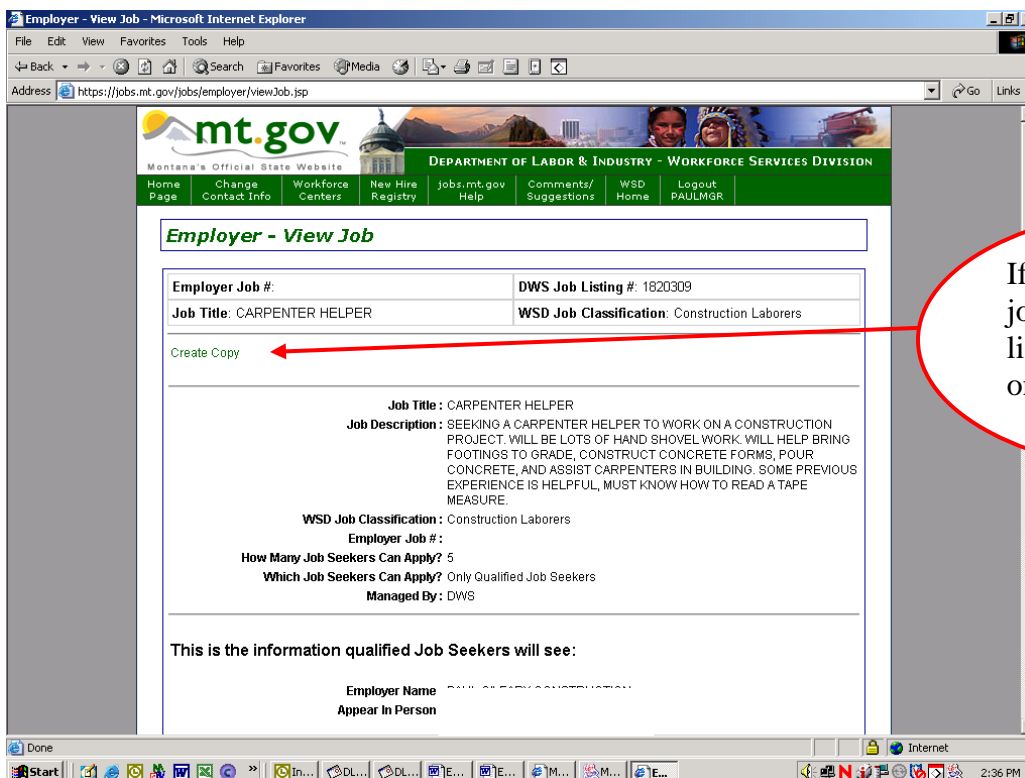 Employer - View Job - Microsoft Internet Explorer
File Edit View Favorites Tools Help
Back Search Favorites Media
Address https://jobs.mt.gov/jobs/employer/viewJob.jsp Go Links
mt.gov
Montana's Official State Website
DEPARTMENT OF LABOR & INDUSTRY - WORKFORCE SERVICES DIVISION
Home Page
Change Contact Info
Workforce Centers
New Hire Registry
jobs.mt.gov Help
Comments/ Suggestions
WSD Home
Logout PAULMGR
Employer - View Job
Employer Job #: DWS Job Listing #: 1820309
Job Title: CARPENTER HELPER WSD Job Classification: Construction Laborers
Create Copy
Job Title : CARPENTER HELPER
Job Description : SEEKING A CARPENTER HELPER TO WORK ON A CONSTRUCTION
PROJECT. WILL BE LOTS OF HAND SHOVEL WORK. WILL HELP BRING
FOOTINGS TO GRADE, CONSTRUCT CONCRETE FORMS, POUR
CONCRETE, AND ASSIST CARPENTERS IN BUILDING. SOME PREVIOUS
EXPERIENCE IS HELPFUL, MUST KNOW HOW TO READ A TAPE
MEASURE.
WSD Job Classification : Construction Laborers
Employer Job # :
How Many Job Seekers Can Apply? 5
Which Job Seekers Can Apply? Only Qualified Job Seekers
Managed By : DWS
This is the information qualified Job Seekers will see:
Employer Name
Appear In Person
If
Done Internet
Start In... DL... DL... E... E... M... M... E... 2:36 PM